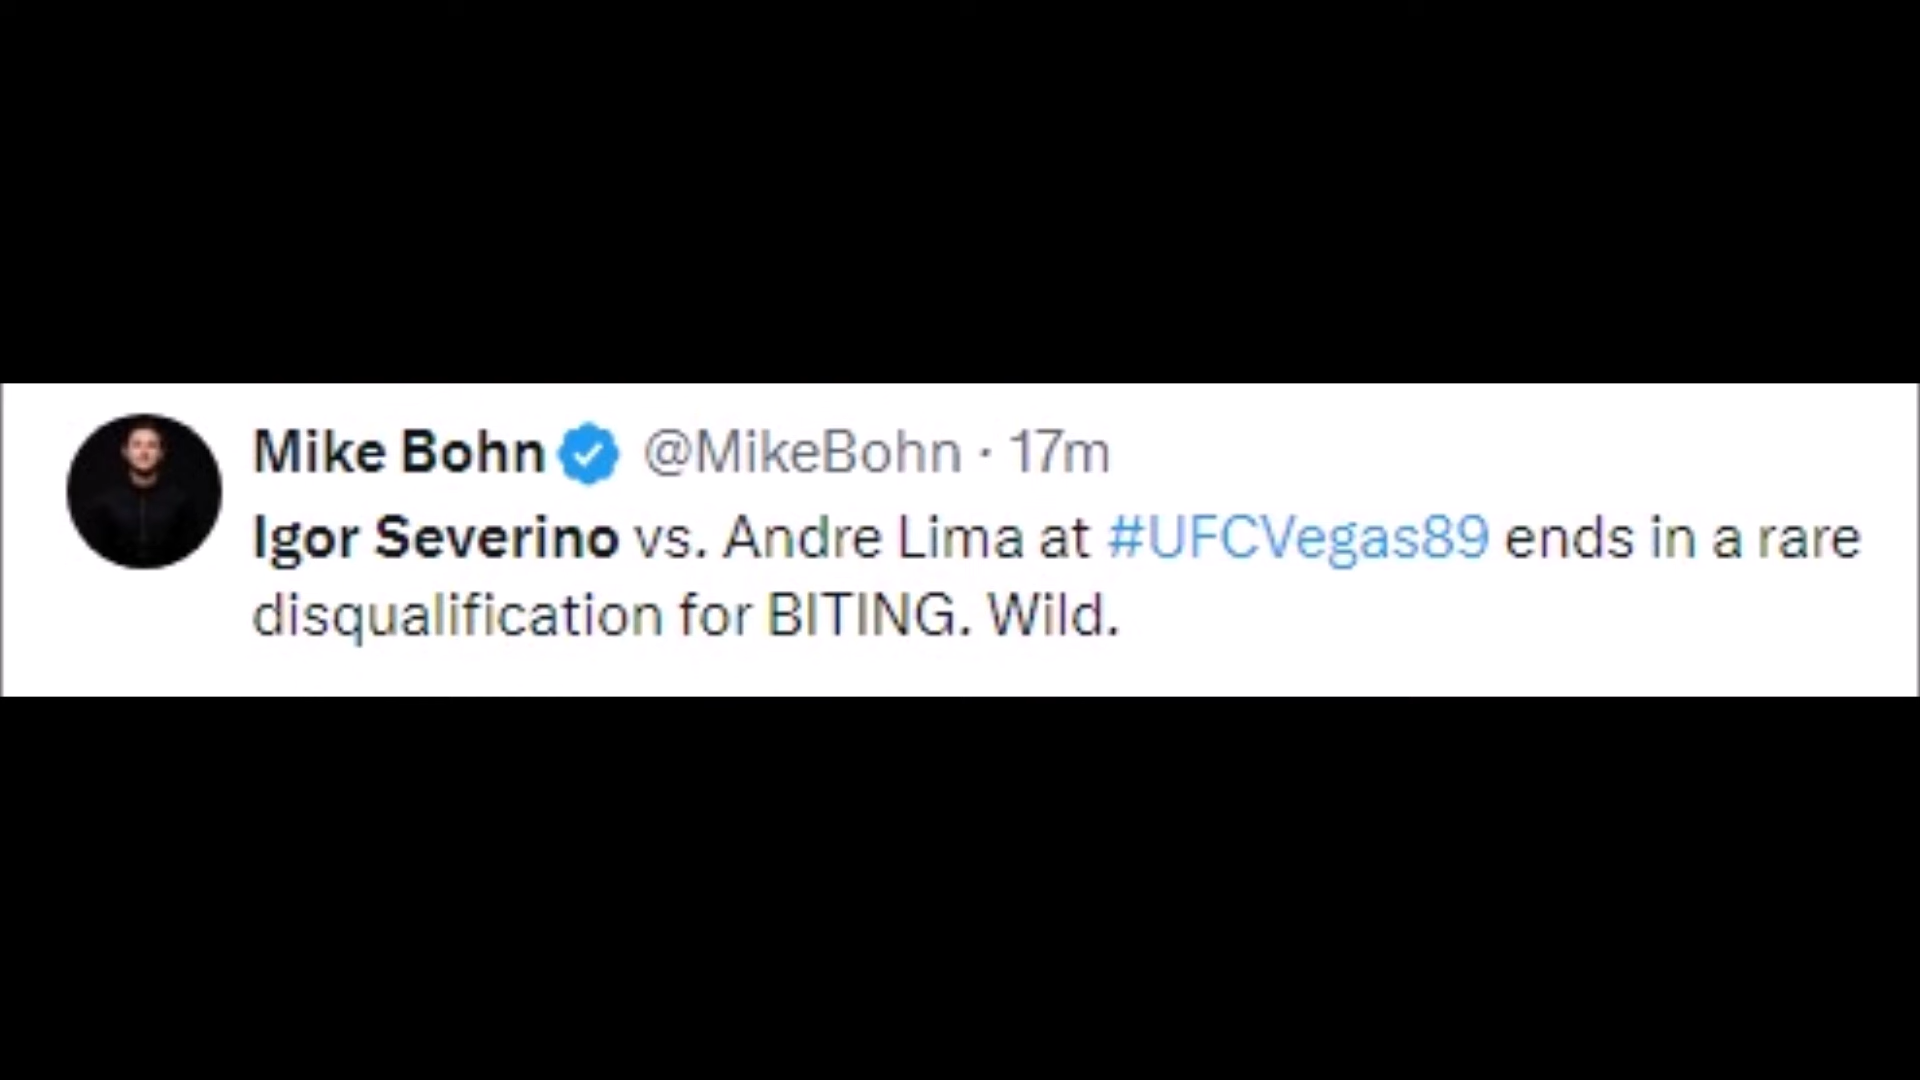 Mike Bohn @MikeBohn · 17m
Igor Severino vs. Andre Lima at #UFCVegas89 ends in a rare
disqualification for BITING. Wild.